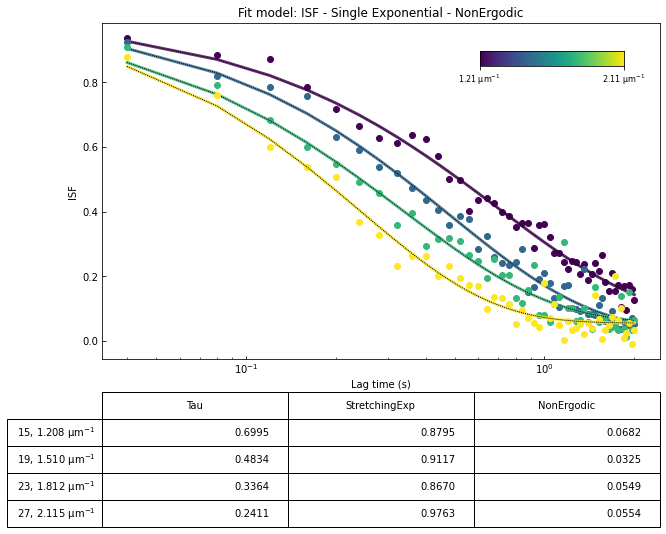 Fit model: ISF - Single Exponential - NonErgodic
0.8
0.6
0.4
0.2
0.0
ISF
1.21 μm⁻¹ 2.11 μm⁻¹
10⁻¹ 10⁰
Lag time (s)
Tau StretchingExp NonErgodic
15, 1.208 μm⁻¹ 0.6995 0.8795 0.0682
19, 1.510 μm⁻¹ 0.4834 0.9117 0.0325
23, 1.812 μm⁻¹ 0.3364 0.8670 0.0549
27, 2.115 μm⁻¹ 0.2411 0.9763 0.0554